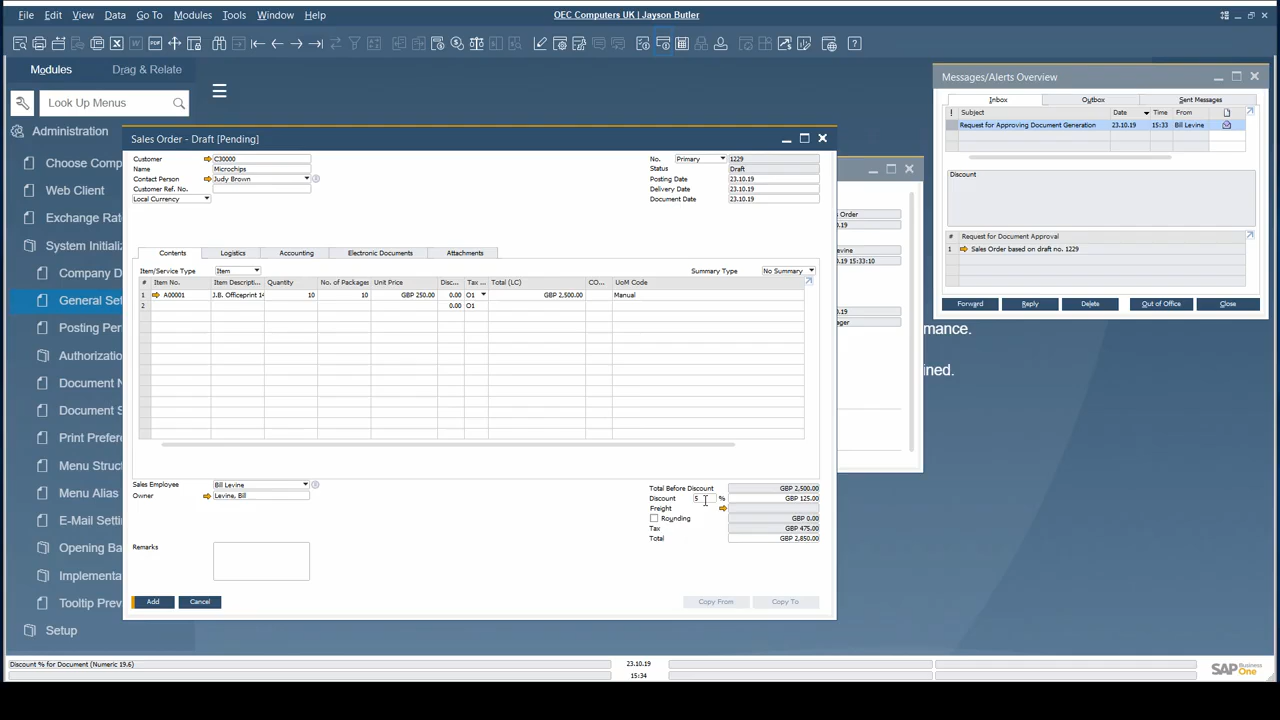 File Edit View Data Go To Modules Tools Window Help OEC Computers UK | Jayson Butler
Modules Drag & Relate
Look Up Menus
Administration
Choose Comp
Web Client
Exchange Rat
System Initializ
Company D
General Set
Posting Per
Authorizatio
Document N
Document S
Print Prefere
Menu Struct
Menu Alias
E-Mail Settin
Opening Ba
Implementa
Tooltip Prev
Setup
Sales Order - Draft [Pending]
Customer C30000
Name Microchips
Contact Person Judy Brown
Customer Ref. No.
Local Currency
No. Primary 1229
Status Draft
Posting Date 23.10.19
Delivery Date 23.10.19
Document Date 23.10.19
Contents Logistics Accounting Electronic Documents Attachments
Item/Service Type Item Summary Type No Summary
# Item No. Item Descripti... Quantity No. of Packages Unit Price Disc... Tax ... Total (LC) CO... UoM Code
1 A00001 J.B. Officeprint 14 10 10 GBP 250.00 0.00 O1 GBP 2,500.00 Manual
2 0.00 O1
Sales Employee Bill Levine
Owner Levine, Bill
Remarks
Total Before Discount GBP 2,500.00
Discount 5 % GBP 125.00
Freight
Rounding GBP 0.00
Tax GBP 475.00
Total GBP 2,850.00
Add Cancel Copy From Copy To
s Order
.19
evine
.19 15:33:10
.19
ager
Messages/Alerts Overview
Inbox Outbox Sent Messages
! Subject Date Time From
Request for Approving Document Generation 23.10.19 15:33 Bill Levine
Discount
# Request for Document Approval
1 Sales Order based on draft no. 1229
Forward Reply Delete Out of Office Close
mance.
ined.
Discount % for Document (Numeric 19.6) 23.10.19
15:34
SAP Business One